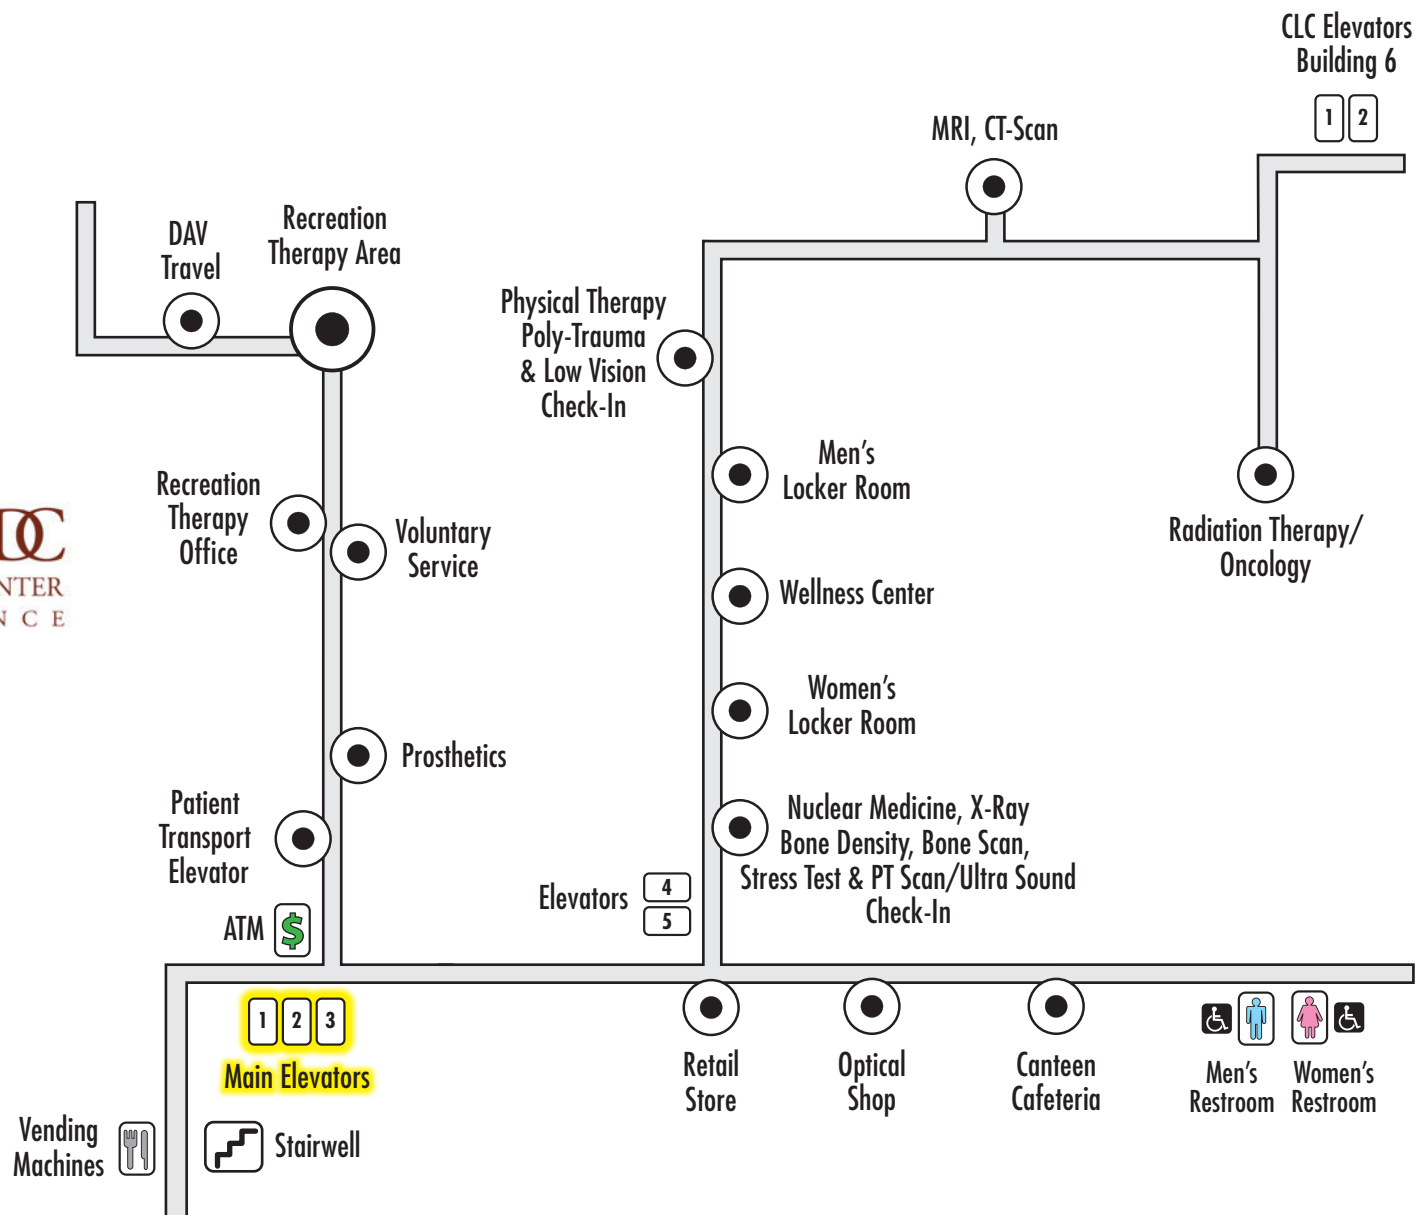 CLC Elevators
Building 6
1 2
MRI, CT-Scan
DAV
Travel
Recreation
Therapy Area
Physical Therapy
Poly-Trauma
& Low Vision
Check-In
Men's
Locker Room
Recreation
Therapy
Office
Voluntary
Service
DC
NTER
N C E
Radiation Therapy/
Oncology
Wellness Center
Women's
Locker Room
Prosthetics
Patient
Transport
Elevator
Nuclear Medicine, X-Ray
Bone Density, Bone Scan,
Stress Test & PT Scan/Ultra Sound
Check-In
Elevators
4
5
ATM
$
1 2 3
Main Elevators
Retail
Store
Optical
Shop
Canteen
Cafeteria
Men's
Restroom
Women's
Restroom
Vending
Machines
Stairwell